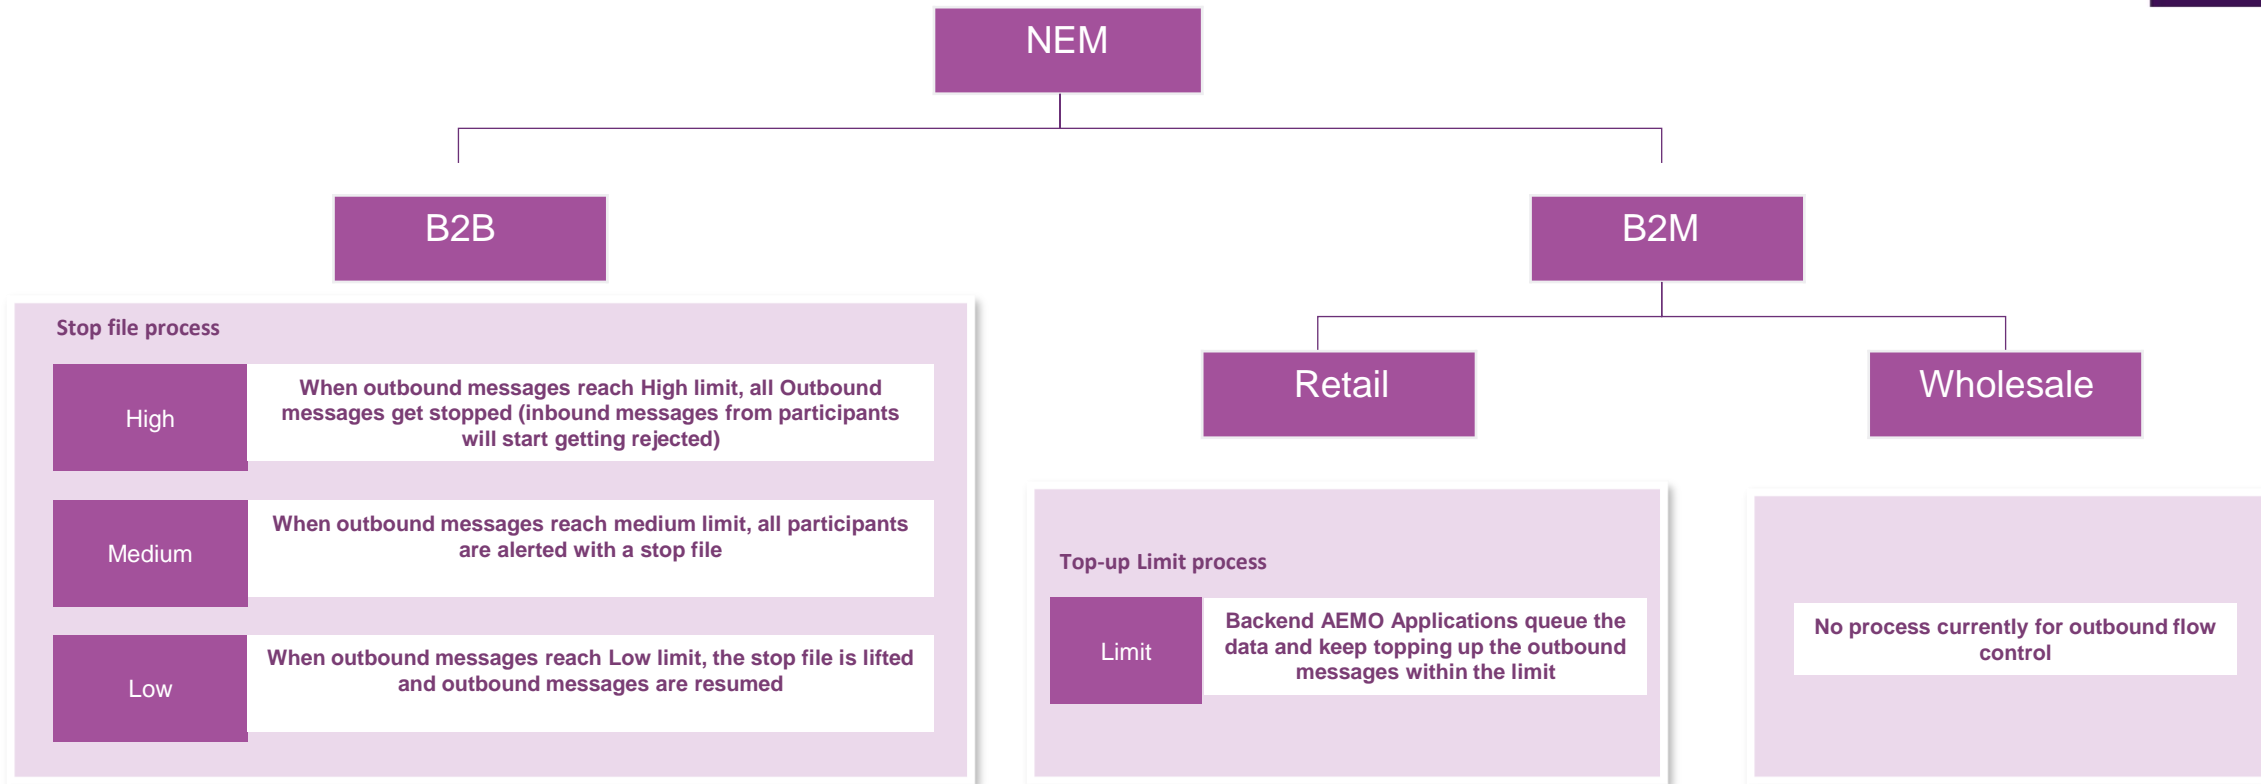 NEM
B2B
B2M
Stop file process
High
When outbound messages reach High limit, all Outbound
messages get stopped (inbound messages from participants
will start getting rejected)
Medium
When outbound messages reach medium limit, all participants
are alerted with a stop file
Low
When outbound messages reach Low limit, the stop file is lifted
and outbound messages are resumed
Retail
Wholesale
Top-up Limit process
Limit
Backend AEMO Applications queue the
data and keep topping up the outbound
messages within the limit
No process currently for outbound flow
control